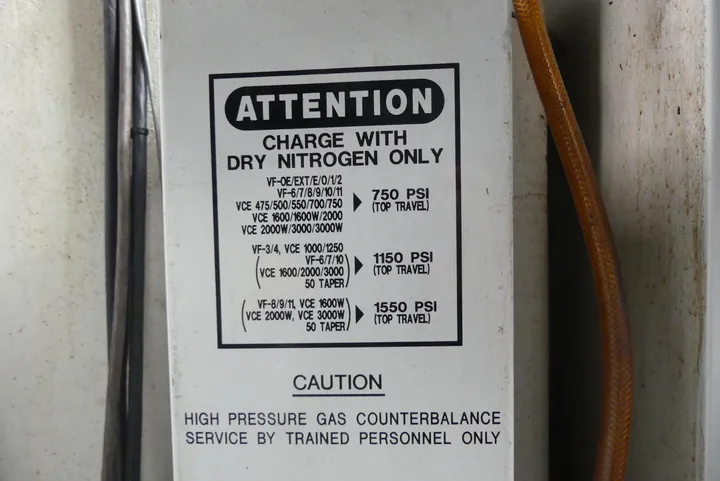 ATTENTION
CHARGE WITH
DRY NITROGEN ONLY
VF-OE/EXT/E/O/1/2
VF-6/7/8/9/10/11
VCE 475/500/550/700/750
VCE 1600/1600W/2000
VCE 2000W/3000/3000W
750 PSI
(TOP TRAVEL)
VF-3/4, VCE 1000/1250
(VF-6/7/10
VCE 1600/2000/3000
50 TAPER)
1150 PSI
(TOP TRAVEL)
(VF-8/9/11, VCE 1600W
VCE 2000W, VCE 3000W
50 TAPER)
1550 PSI
(TOP TRAVEL)
CAUTION
HIGH PRESSURE GAS COUNTERBALANCE
SERVICE BY TRAINED PERSONNEL ONLY